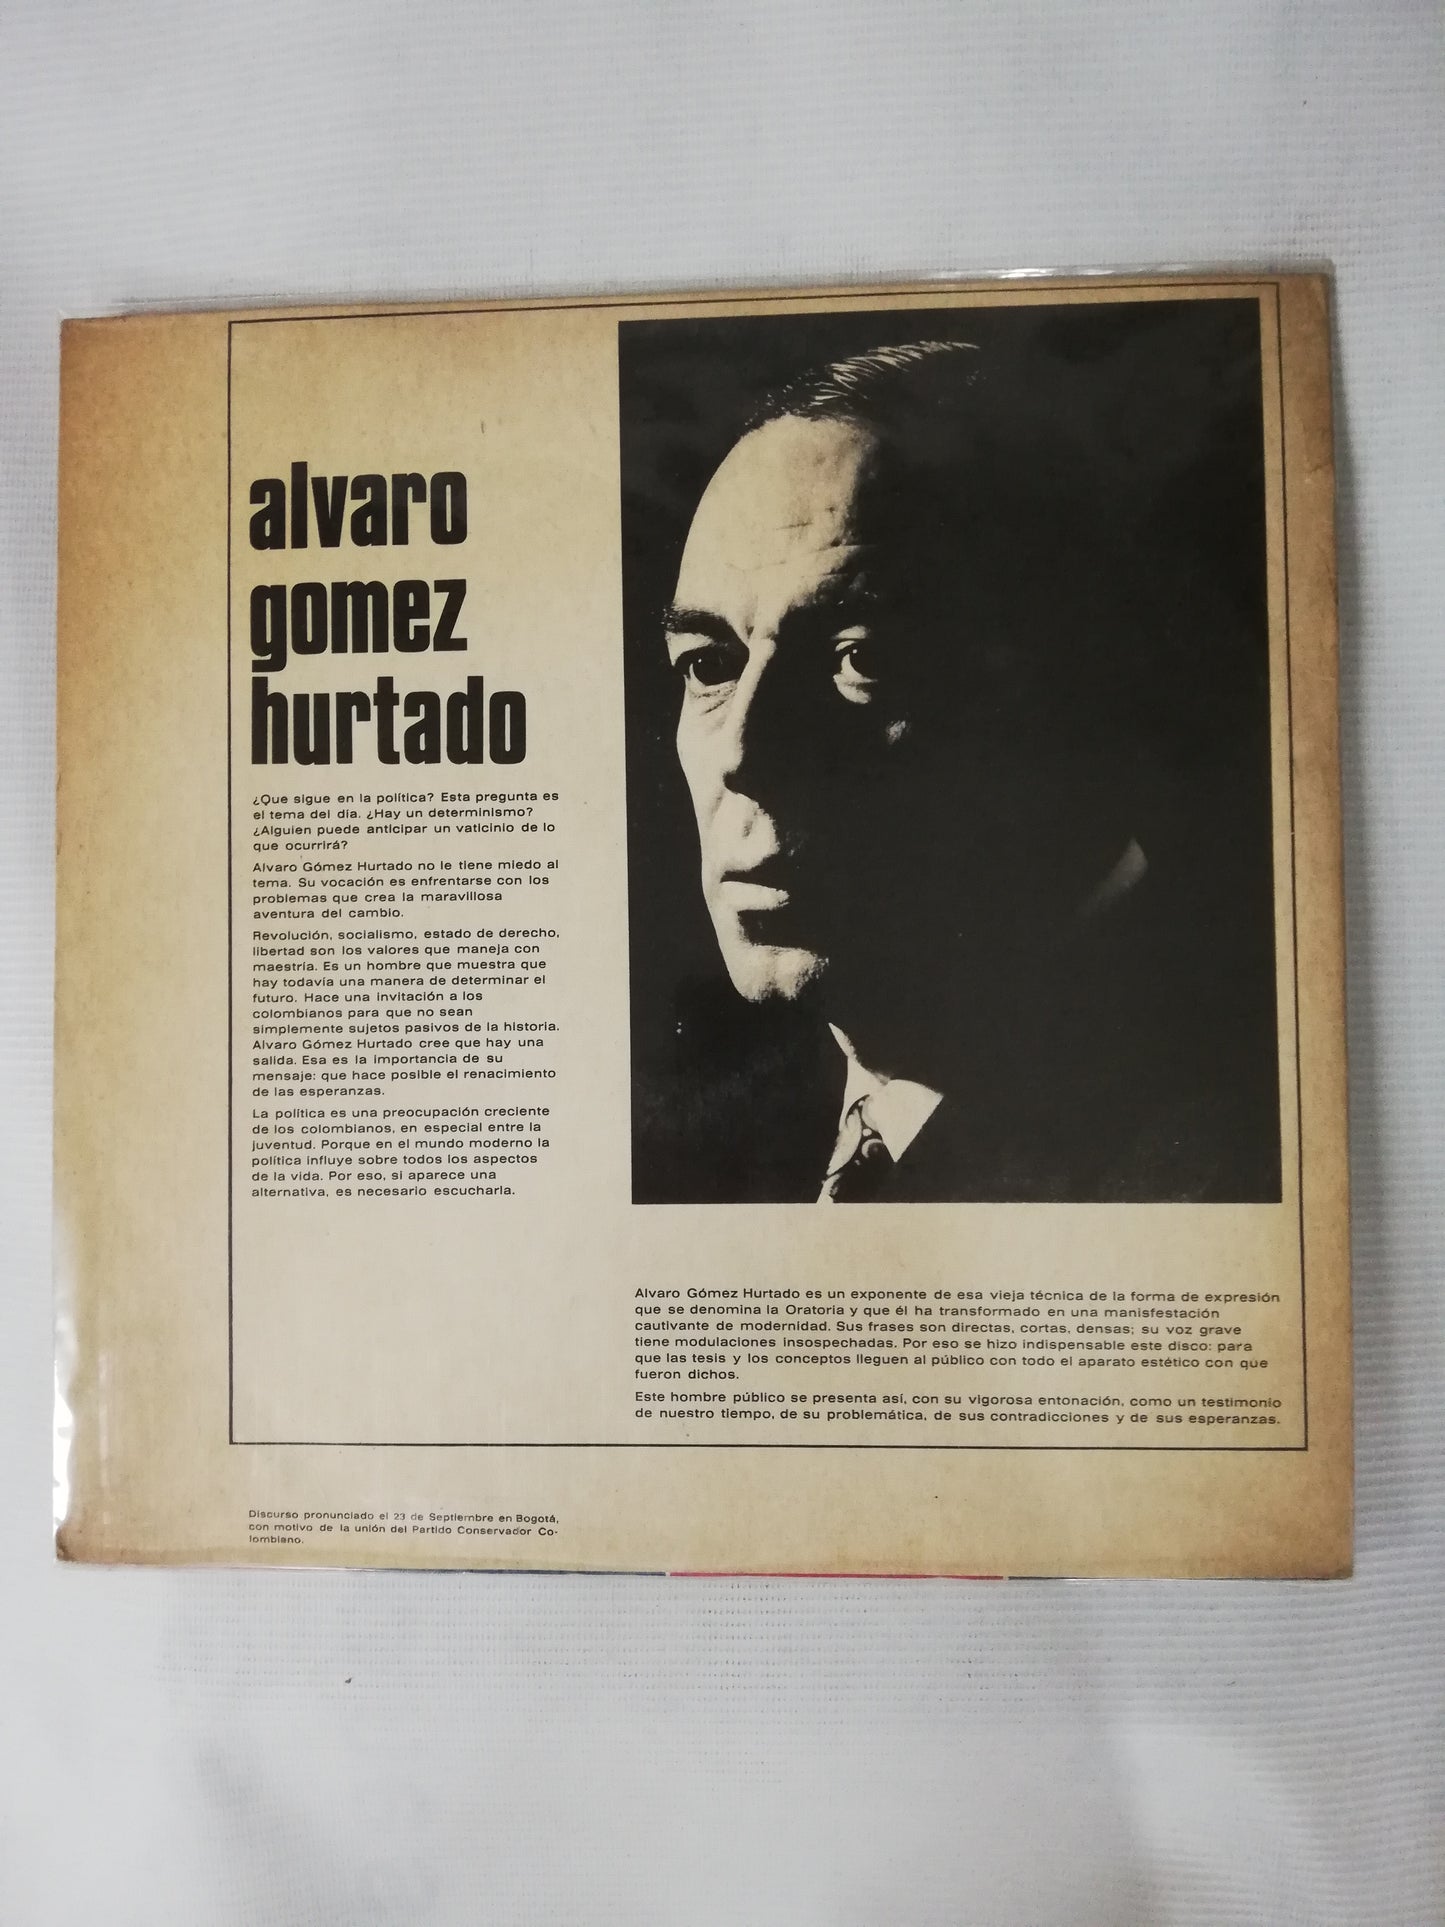 alvaro
gomez
hurtado
¿Que sigue en la política? Esta pregunta es
el tema del día. ¿Hay un determinismo?
¿Alguien puede anticipar un vaticinio de lo
que ocurrirá?
Alvaro Gómez Hurtado no le tiene miedo al
tema. Su vocación es enfrentarse con los
problemas que crea la maravillosa
aventura del cambio.
Revolución, socialismo, estado de derecho,
libertad son los valores que maneja con
maestría. Es un hombre que muestra que
hay todavía una manera de determinar el
futuro. Hace una invitación a los
colombianos para que no sean
simplemente sujetos pasivos de la historia.
Alvaro Gómez Hurtado cree que hay una
salida. Esa es la importancia de su
mensaje: que hace posible el renacimiento
de las esperanzas.
La política es una preocupación creciente
de los colombianos, en especial entre la
juventud. Porque en el mundo moderno la
política influye sobre todos los aspectos
de la vida. Por eso, si aparece una
alternativa, es necesario escucharla.
Alvaro Gómez Hurtado es un exponente de esa vieja técnica de la forma de expresión
que se denomina la Oratoria y que él ha transformado en una manisfestación
cautivante de modernidad. Sus frases son directas, cortas, densas; su voz grave
tiene modulaciones insospechadas. Por eso se hizo indispensable este disco: para
que las tesis y los conceptos lleguen al público con todo el aparato estético con que
fueron dichos.
Este hombre público se presenta así, con su vigorosa entonación, como un testimonio
de nuestro tiempo, de su problemática, de sus contradicciones y de sus esperanzas.
Discurso pronunciado el 23 de Septiembre en Bogotá,
con motivo de la unión del Partido Conservador Co-
lombiano.